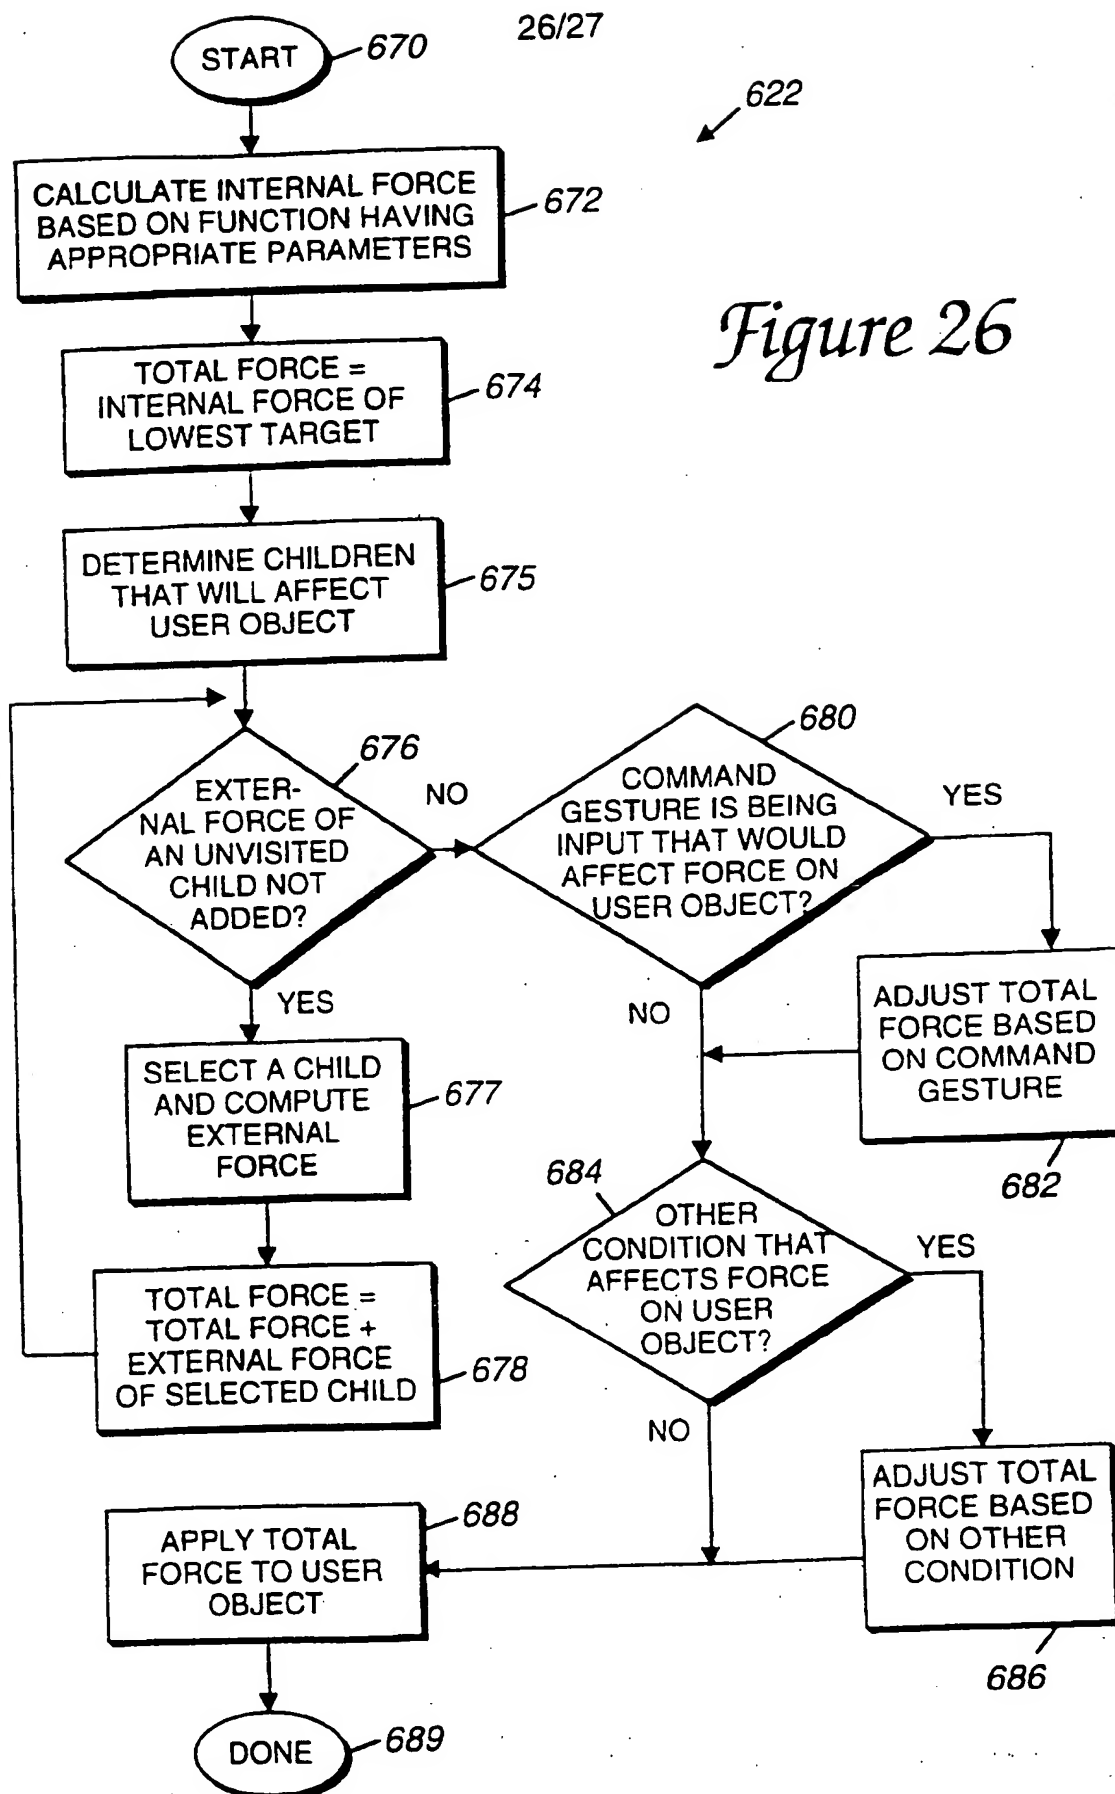 26/27
START
670
622
CALCULATE INTERNAL FORCE
BASED ON FUNCTION HAVING
APPROPRIATE PARAMETERS
672
Figure 26
TOTAL FORCE =
INTERNAL FORCE OF
LOWEST TARGET
674
DETERMINE CHILDREN
THAT WILL AFFECT
USER OBJECT
675
EXTER-
NAL FORCE OF
AN UNVISITED
CHILD NOT
ADDED?
676
NO
YES
COMMAND
GESTURE IS BEING
INPUT THAT WOULD
AFFECT FORCE ON
USER OBJECT?
680
YES
NO
ADJUST TOTAL
FORCE BASED
ON COMMAND
GESTURE
682
SELECT A CHILD
AND COMPUTE
EXTERNAL
FORCE
677
TOTAL FORCE =
TOTAL FORCE +
EXTERNAL FORCE
OF SELECTED CHILD
678
684
OTHER
CONDITION THAT
AFFECTS FORCE
ON USER
OBJECT?
YES
NO
ADJUST TOTAL
FORCE BASED
ON OTHER
CONDITION
686
APPLY TOTAL
FORCE TO USER
OBJECT
688
DONE
689